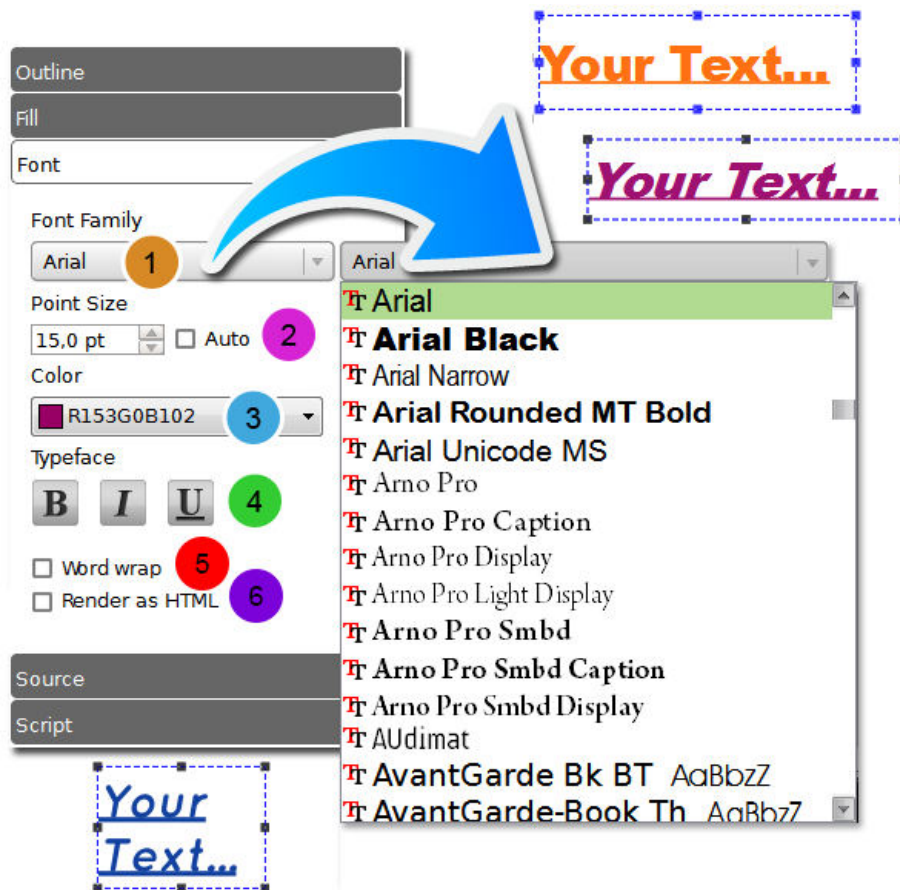 Your Text...
Outline
Fill
Font
Your Text...
Font Family
Arial 1
Arial
Point Size
15,0 pt Auto 2
Color
R153G0B102 3
Typeface
B I U 4
Word wrap 5
Render as HTML 6
Source
Script
Arial
Arial Black
Arial Narrow
Arial Rounded MT Bold
Arial Unicode MS
Arno Pro
Arno Pro Caption
Arno Pro Display
Arno Pro Light Display
Arno Pro Smbd
Arno Pro Smbd Caption
Arno Pro Smbd Display
AUdimat
AvantGarde Bk BT AaBbzZ
AvantGarde-Book Th AaBbzZ
Your
Text...